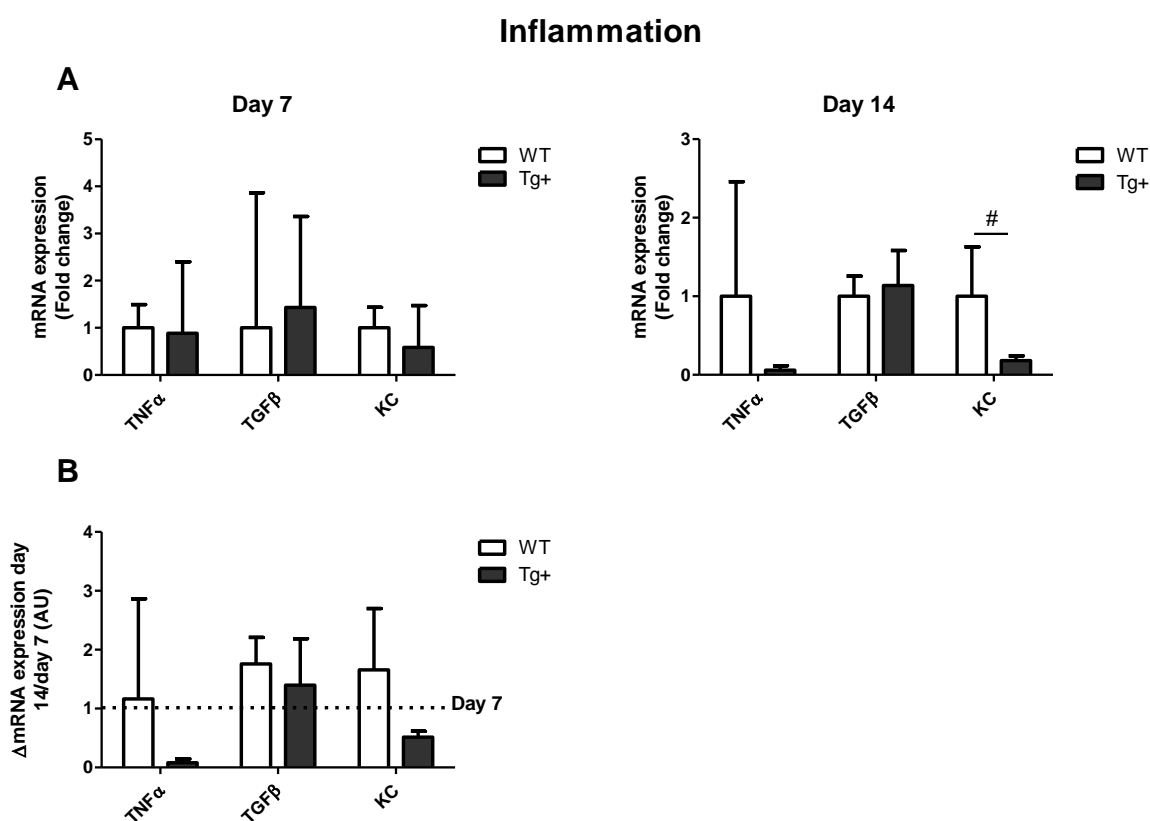 Inflammation
A
Day 7
mRNA expression
(Fold change)
5
4
3
2
1
0
TNFα
TGFβ
KC
WT
Tg+
Day 14
mRNA expression
(Fold change)
3
2
1
0
#
TNFα
TGFβ
KC
WT
Tg+
B
ΔmRNA expression day
14/day 7 (AU)
4
3
2
1
0
Day 7
TNFα
TGFβ
KC
WT
Tg+